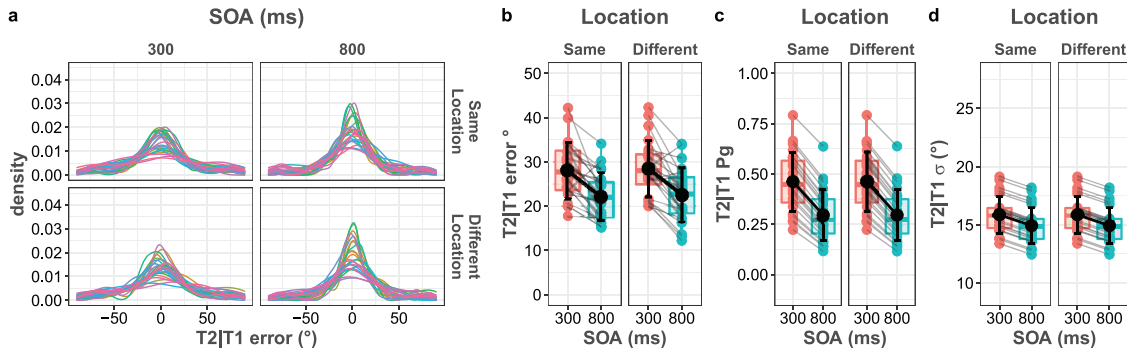 a
SOA (ms)
300
800
0.04
0.03
0.02
0.01
0.00
Same
Location
0.04
0.03
0.02
0.01
0.00
Different
Location
density
−50
0
50
−50
0
50
T2|T1 error (°)
b
Location
Same
Different
50
40
30
20
10
0
T2|T1 error °
300 800
300 800
SOA (ms)
c
Location
Same
Different
1.00
0.75
0.50
0.25
0.00
T2|T1 Pg
300 800
300 800
SOA (ms)
d
Location
Same
Different
25
20
15
10
T2|T1 σ (°)
300 800
300 800
SOA (ms)